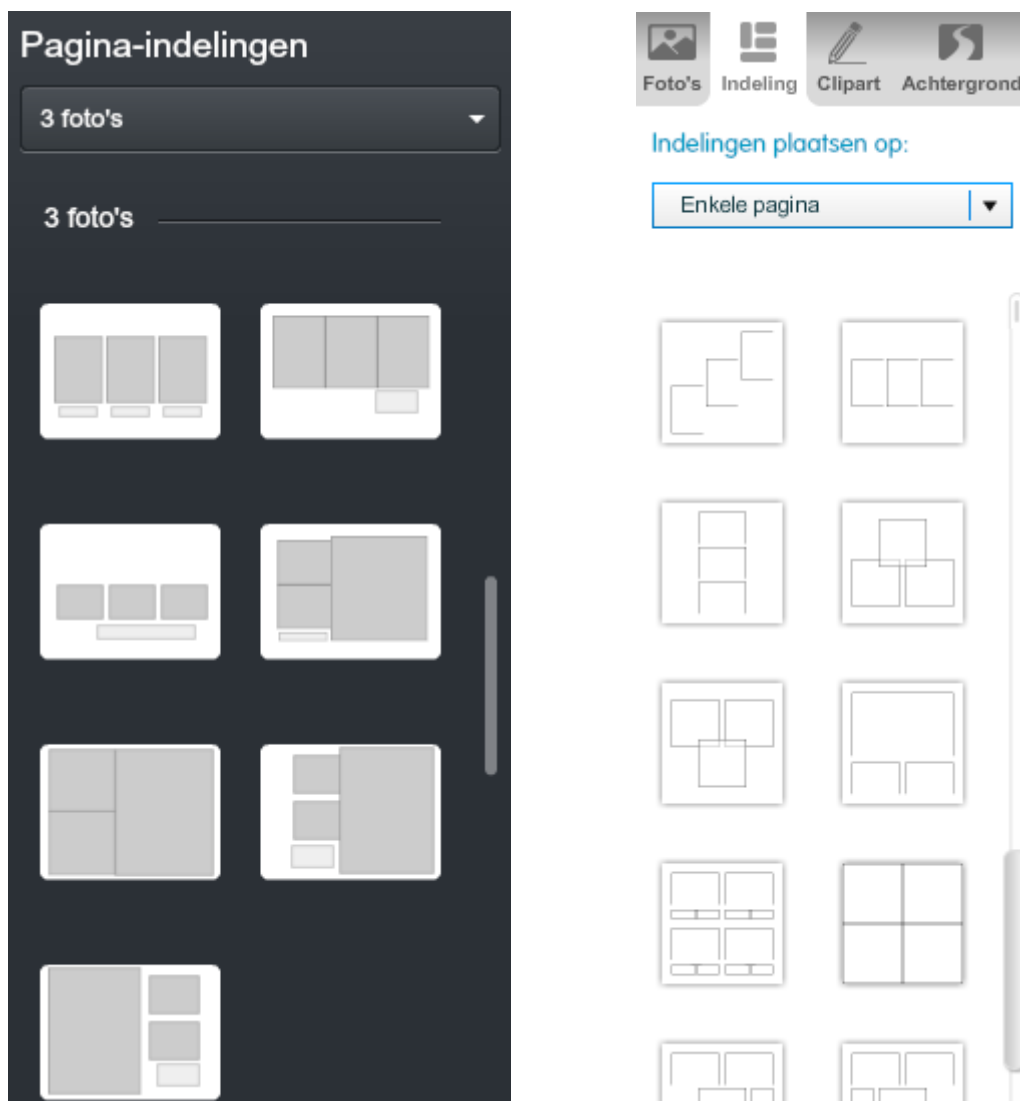 Pagina-indelingen
3 foto's
3 foto's
Foto's Indeling Clipart Achtergrond
Indelingen plaatsen op:
Enkele pagina